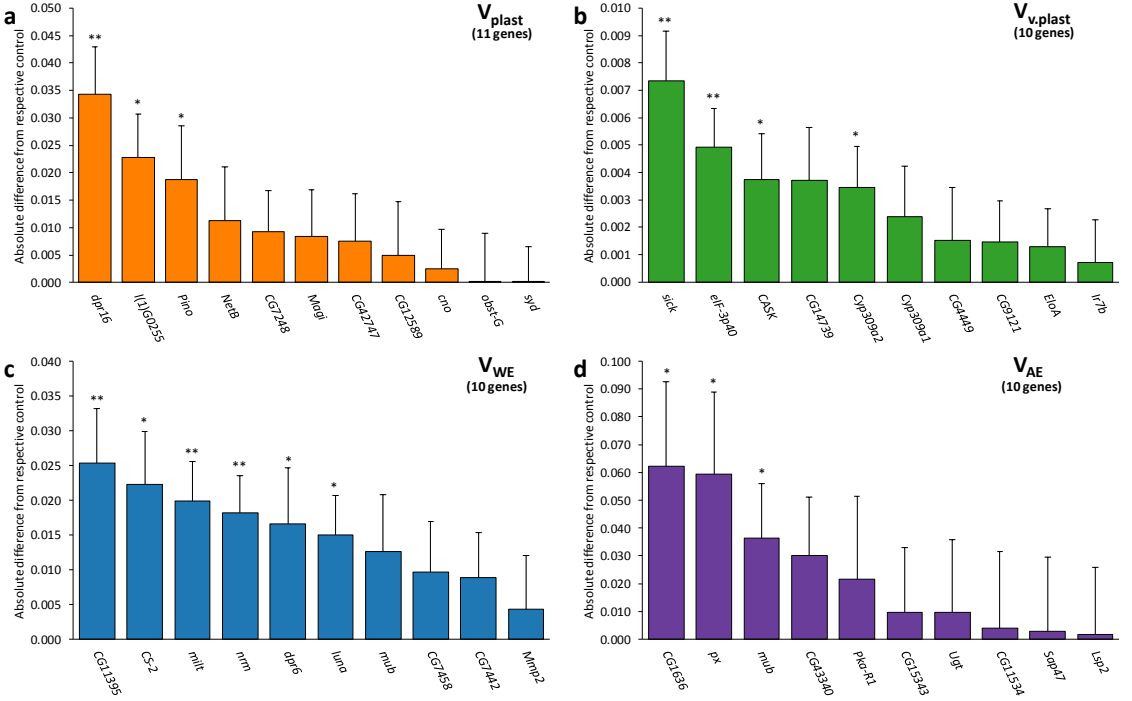 a
V_plast
(11 genes)
Absolute difference from respective control
0.050
0.045
0.040
0.035
0.030
0.025
0.020
0.015
0.010
0.005
0.000
**
*
*
dpr16
l(1)G0255
Pino
NetB
CG7248
Magi
CG42747
CG12589
cno
obst-G
syd
b
V_v.plast
(10 genes)
Absolute difference from respective control
0.010
0.009
0.008
0.007
0.006
0.005
0.004
0.003
0.002
0.001
0.000
**
**
*
*
sick
eIF-3p40
CASK
CG14739
Cyp309a2
Cyp309a1
CG4449
CG9121
EloA
Ir7b
c
V_WE
(10 genes)
Absolute difference from respective control
0.040
0.035
0.030
0.025
0.020
0.015
0.010
0.005
0.000
**
*
**
**
*
*
CG11395
CS-2
milt
nrm
dpr6
luna
mub
CG7458
CG7442
Mmp2
d
V_AE
(10 genes)
Absolute difference from respective control
0.100
0.090
0.080
0.070
0.060
0.050
0.040
0.030
0.020
0.010
0.000
*
*
*
CG1636
px
mub
CG43340
Pka-R1
CG15343
Ugt
CG11534
Sap47
Lsp2